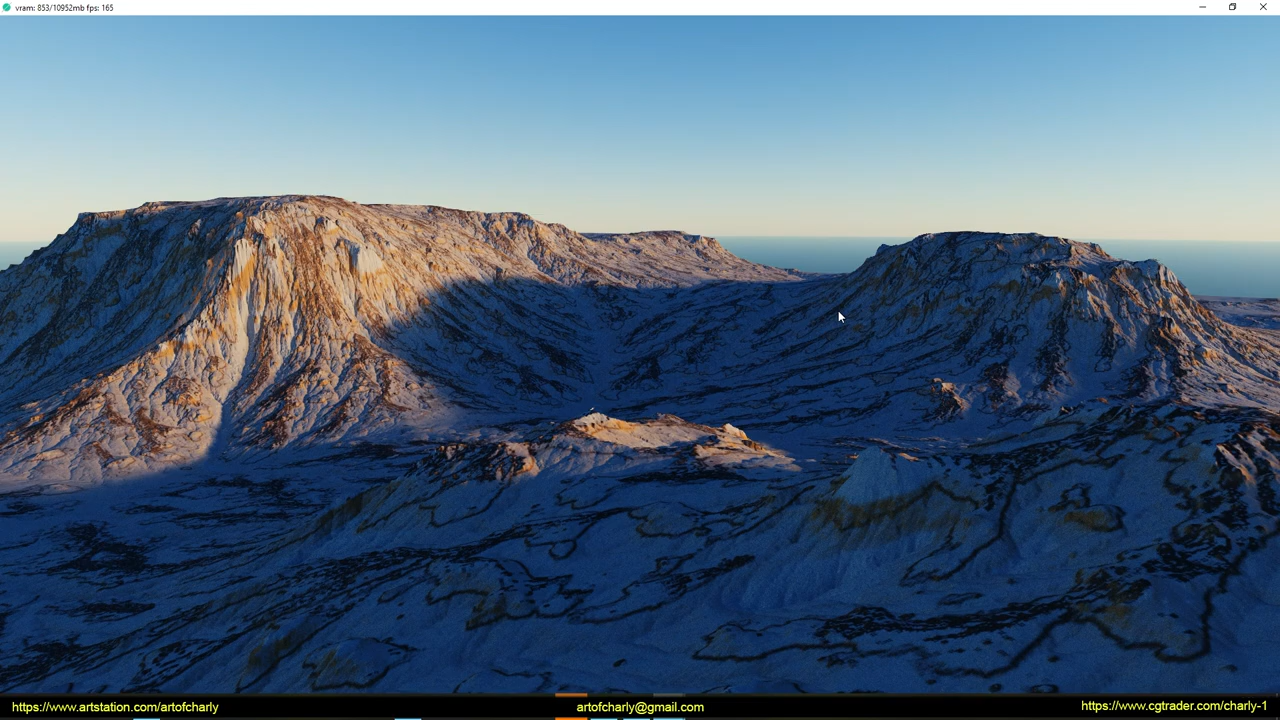 vram: 853/10952mb fps: 165
https://www.artstation.com/artofcharly
artofcharly@gmail.com
https://www.cgtrader.com/charly-1